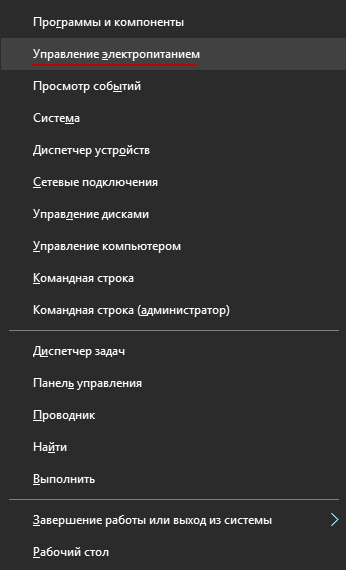 Программы и компоненты
Управление электропитанием
Просмотр событий
Система
Диспетчер устройств
Сетевые подключения
Управление дисками
Управление компьютером
Командная строка
Командная строка (администратор)
Диспетчер задач
Панель управления
Проводник
Найти
Выполнить
Завершение работы или выход из системы
Рабочий стол